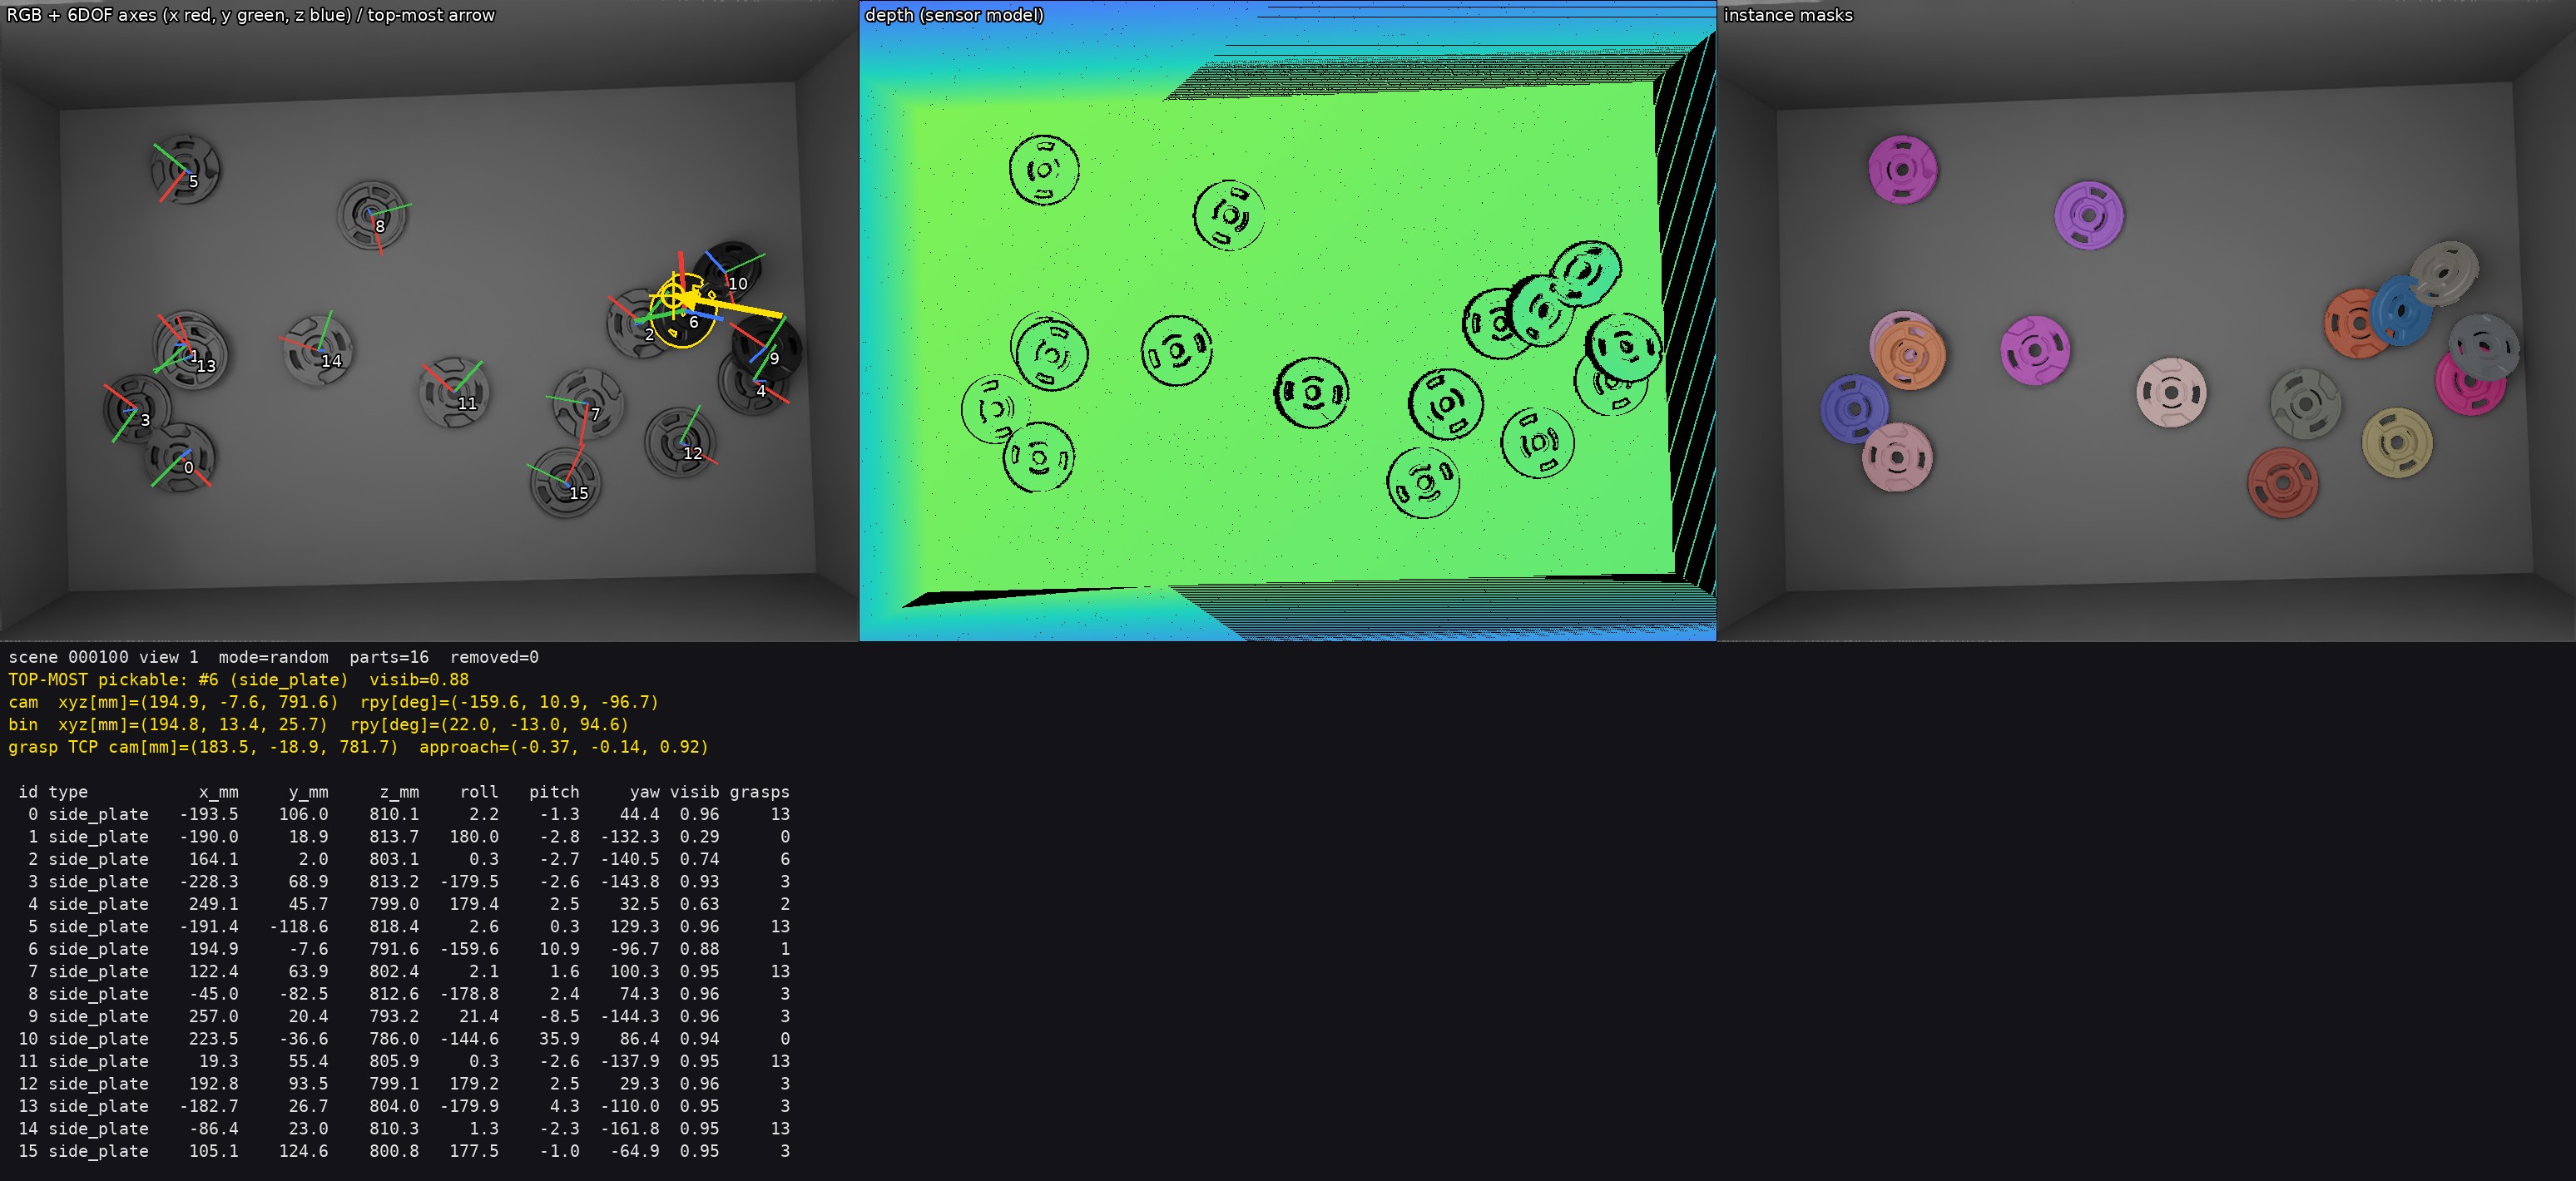 RGB + 6DOF axes (x red, y green, z blue) / top-most arrow
depth (sensor model)
instance masks
5
8
10
6
2
9
1
13
14
4
11
3
7
12
0
15
scene 000100 view 1  mode=random  parts=16  removed=0
TOP-MOST pickable: #6 (side_plate)  visib=0.88
cam  xyz[mm]=(194.9, -7.6, 791.6)  rpy[deg]=(-159.6, 10.9, -96.7)
bin  xyz[mm]=(194.8, 13.4, 25.7)  rpy[deg]=(22.0, -13.0, 94.6)
grasp TCP cam[mm]=(183.5, -18.9, 781.7)  approach=(-0.37, -0.14, 0.92)
id type x_mm y_mm z_mm roll pitch yaw visib grasps
0 side_plate -193.5 106.0 810.1 2.2 -1.3 44.4 0.96 13
1 side_plate -190.0 18.9 813.7 180.0 -2.8 -132.3 0.29 0
2 side_plate 164.1 2.0 803.1 0.3 -2.7 -140.5 0.74 6
3 side_plate -228.3 68.9 813.2 -179.5 -2.6 -143.8 0.93 3
4 side_plate 249.1 45.7 799.0 179.4 2.5 32.5 0.63 2
5 side_plate -191.4 -118.6 818.4 2.6 0.3 129.3 0.96 13
6 side_plate 194.9 -7.6 791.6 -159.6 10.9 -96.7 0.88 1
7 side_plate 122.4 63.9 802.4 2.1 1.6 100.3 0.95 13
8 side_plate -45.0 -82.5 812.6 -178.8 2.4 74.3 0.96 3
9 side_plate 257.0 20.4 793.2 21.4 -8.5 -144.3 0.96 3
10 side_plate 223.5 -36.6 786.0 -144.6 35.9 86.4 0.94 0
11 side_plate 19.3 55.4 805.9 0.3 -2.6 -137.9 0.95 13
12 side_plate 192.8 93.5 799.1 179.2 2.5 29.3 0.96 3
13 side_plate -182.7 26.7 804.0 -179.9 4.3 -110.0 0.95 3
14 side_plate -86.4 23.0 810.3 1.3 -2.3 -161.8 0.95 13
15 side_plate 105.1 124.6 800.8 177.5 -1.0 -64.9 0.95 3